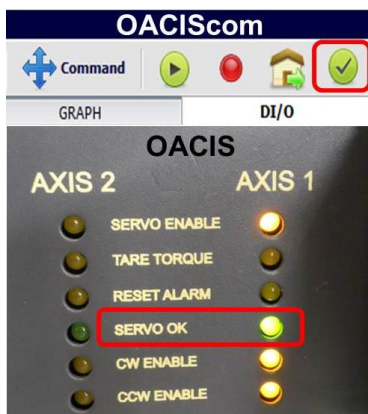 OACIScom
Command
GRAPH DI/O
OACIS
AXIS 2 AXIS 1
SERVO ENABLE
TARE TORQUE
RESET ALARM
SERVO OK
CW ENABLE
CCW ENABLE